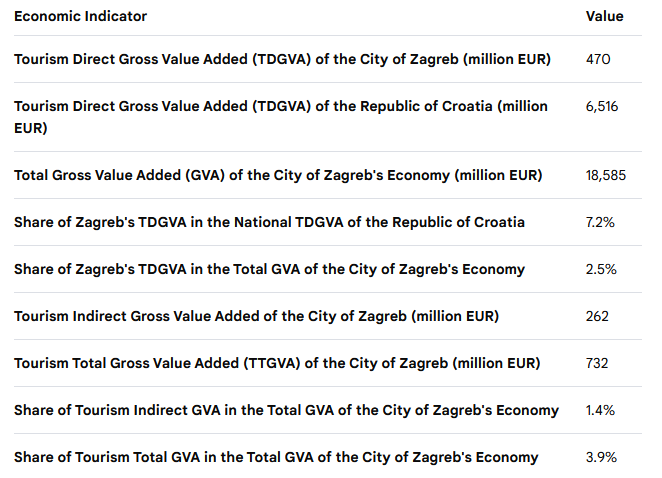 Economic Indicator Value
Tourism Direct Gross Value Added (TDGVA) of the City of Zagreb (million EUR) 470
Tourism Direct Gross Value Added (TDGVA) of the Republic of Croatia (million 6,516
EUR)
Total Gross Value Added (GVA) of the City of Zagreb's Economy (million EUR) 18,585
Share of Zagreb's TDGVA in the National TDGVA of the Republic of Croatia 7.2%
Share of Zagreb's TDGVA in the Total GVA of the City of Zagreb's Economy 2.5%
Tourism Indirect Gross Value Added of the City of Zagreb (million EUR) 262
Tourism Total Gross Value Added (TTGVA) of the City of Zagreb (million EUR) 732
Share of Tourism Indirect GVA in the Total GVA of the City of Zagreb's Economy 1.4%
Share of Tourism Total GVA in the Total GVA of the City of Zagreb's Economy 3.9%